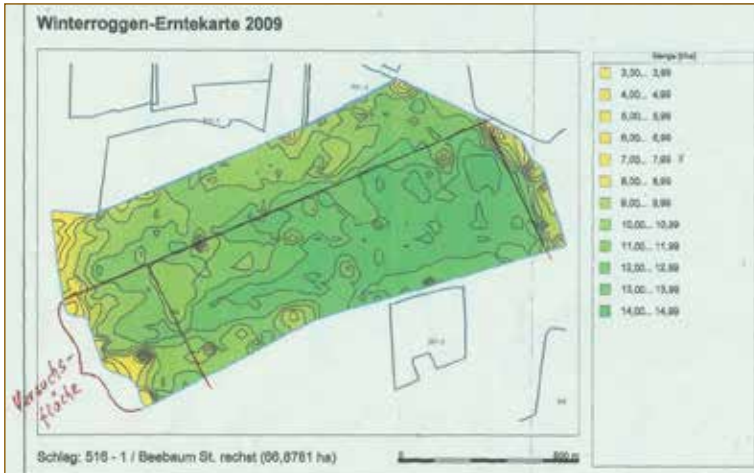 Winterroggen-Erntekarte 2009
Menge [t/ha]
3,00... 3,99
4,00... 4,99
5,00... 5,99
6,00... 6,99
7,00... 7,99
8,00... 8,99
9,00... 9,99
10,00... 10,99
11,00... 11,99
12,00... 12,99
13,00... 13,99
14,00... 14,99
Versuchs-
fläche
Schlag: 516 - 1 / Beebaum St. rechst (66,8761 ha)
0 500 m